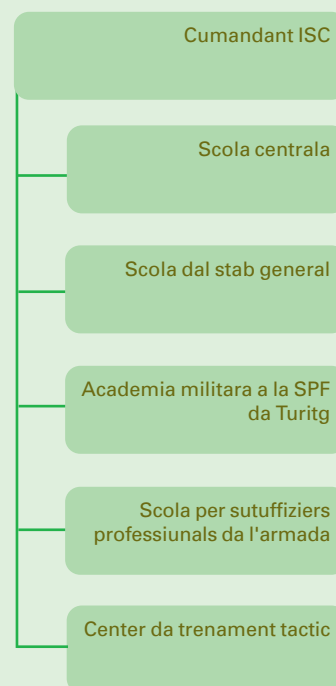 Cumandant ISC
Scola centrala
Scola dal stab general
Academia militara a la SPF
da Turitg
Scola per sutuffiziers
professiunals da l'armada
Center da trenament tactic